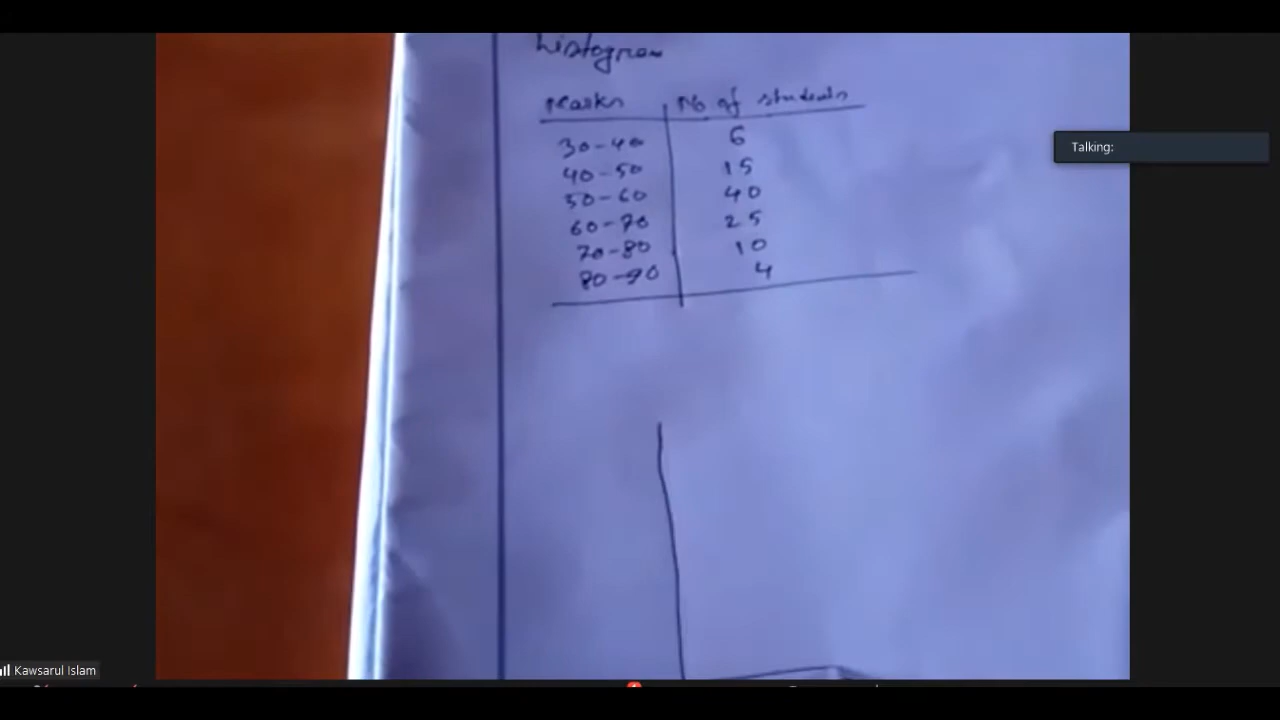 Histogram
Marks No of students
30-40 6
40-50 15
50-60 40
60-70 25
70-80 10
80-90 4
Talking:
Kawsarul Islam